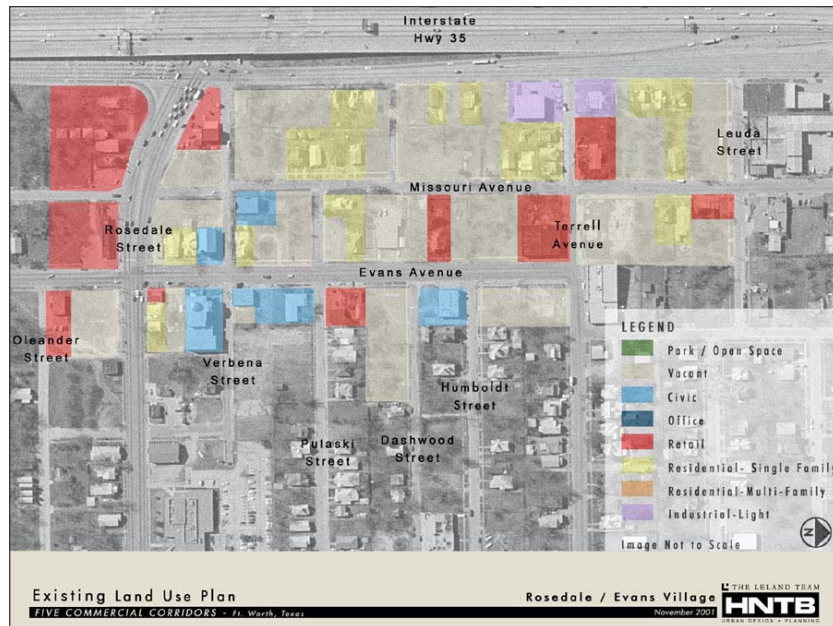 Interstate
Hwy 35
Leuda
Street
Missouri Avenue
Rosedale
Street
Terrell
Avenue
Evans Avenue
Oleander
Street
Verbena
Street
Humboldt
Street
Pulaski
Street
Dashwood
Street
LEGEND
Park / Open Space
Vacant
Civic
Office
Retail
Residential- Single Family
Residential-Multi-Family
Industrial-Light
Image Not to Scale
N
Existing Land Use Plan
FIVE COMMERCIAL CORRIDORS - Ft. Worth, Texas
Rosedale / Evans Village
November 2001
THE LELAND TEAM
HNTB
URBAN DESIGN + PLANNING